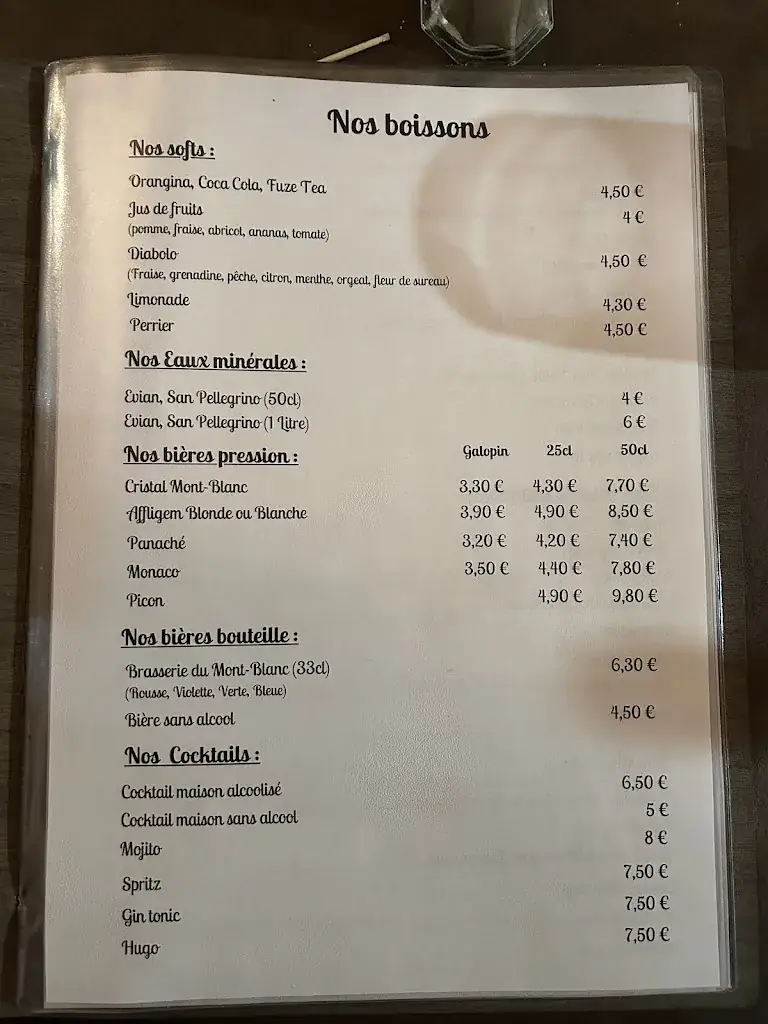 Nos boissons
Nos softs :
Orangina, Coca Cola, Fuze Tea 4,50 €
Jus de fruits 4 €
(pomme, fraise, abricot, ananas, tomate)
Diabolo 4,50 €
(Fraise, grenadine, pêche, citron, menthe, orgeat, fleur de sureau)
Limonade 4,30 €
Perrier 4,50 €
Nos Eaux minérales :
Evian, San Pellegrino (50cl) 4 €
Evian, San Pellegrino (1 Litre) 6 €
Nos bières pression : Galopin 25cl 50cl
Cristal Mont-Blanc 3,30 € 4,30 € 7,70 €
Affligem Blonde ou Blanche 3,90 € 4,90 € 8,50 €
Panaché 3,20 € 4,20 € 7,40 €
Monaco 3,50 € 4,40 € 7,80 €
Picon 4,90 € 9,80 €
Nos bières bouteille :
Brasserie du Mont-Blanc (33cl) 6,30 €
(Rousse, Violette, Verte, Bleue)
Bière sans alcool 4,50 €
Nos Cocktails :
Cocktail maison alcoolisé 6,50 €
Cocktail maison sans alcool 5 €
Mojito 8 €
Spritz 7,50 €
Gin tonic 7,50 €
Hugo 7,50 €